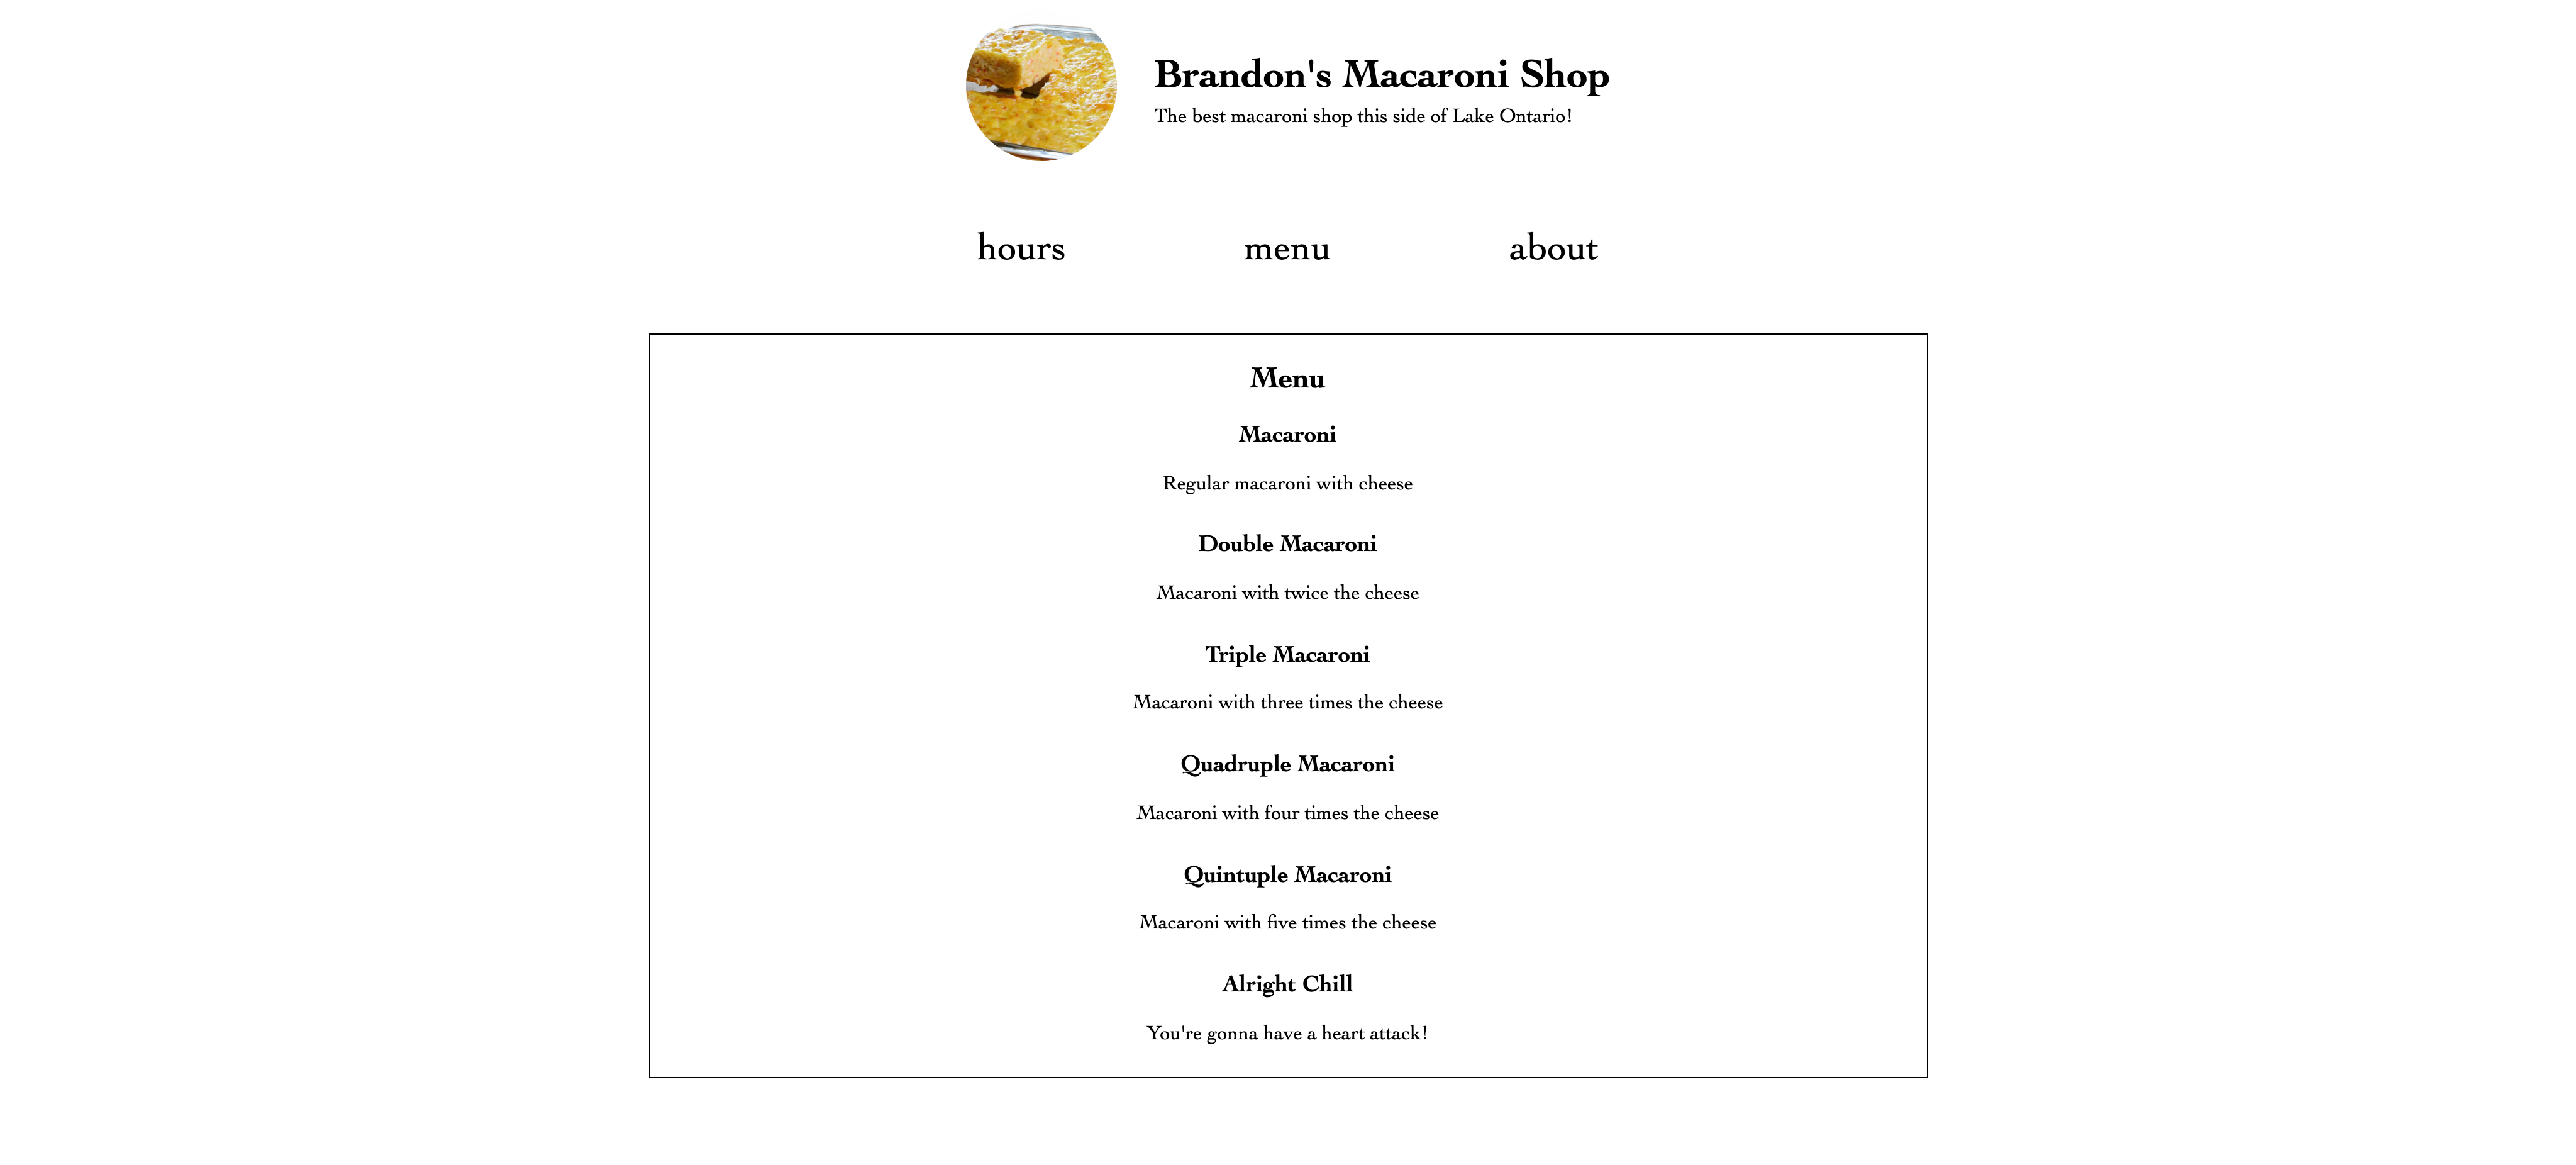 Brandon's Macaroni Shop
The best macaroni shop this side of Lake Ontario!
hours menu about
Menu
Macaroni
Regular macaroni with cheese
Double Macaroni
Macaroni with twice the cheese
Triple Macaroni
Macaroni with three times the cheese
Quadruple Macaroni
Macaroni with four times the cheese
Quintuple Macaroni
Macaroni with five times the cheese
Alright Chill
You're gonna have a heart attack!